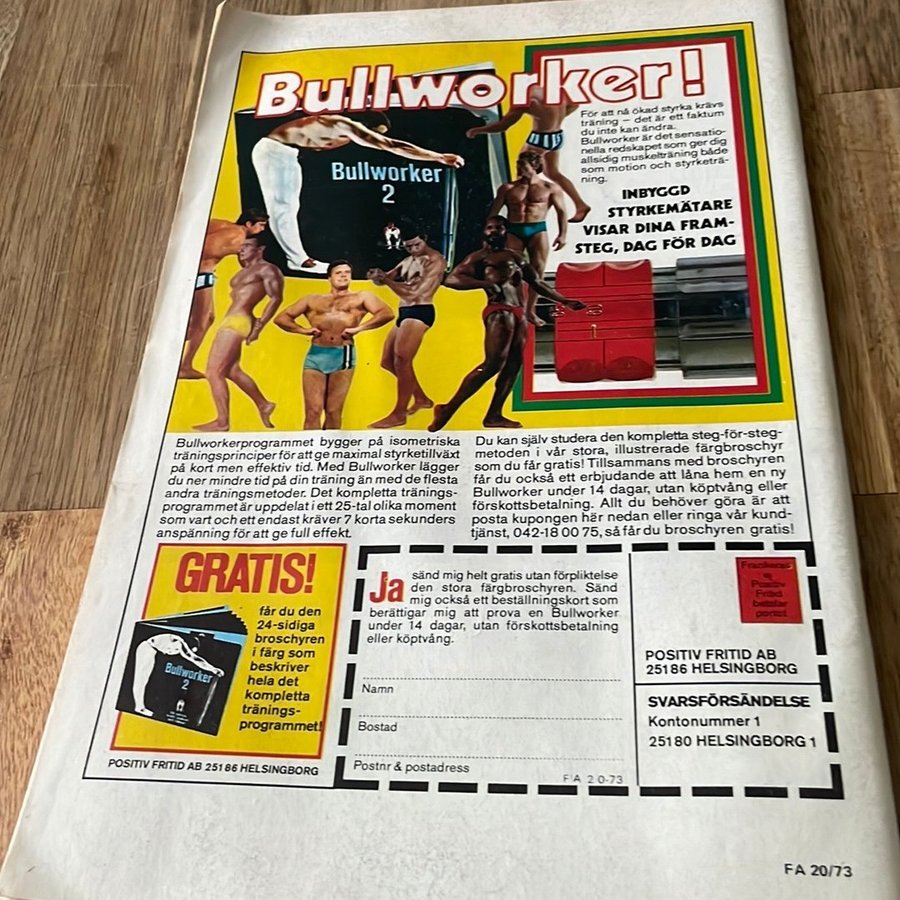 Bullworker!
För att nå ökad styrka krävs
träning – det är ett faktum
du inte kan ändra.
Bullworker är det sensatio-
nella redskapet som ger dig
allsidig muskelträning både
som motion och styrketrä-
ning.
INBYGGD
STYRKEMÄTARE
VISAR DINA FRAM-
STEG, DAG FÖR DAG
Bullworker
2
Bullworkerprogrammet bygger på isometriska
träningsprinciper för att ge maximal styrketillväxt
på kort men effektiv tid. Med Bullworker lägger
du ner mindre tid på din träning än med de flesta
andra träningsmetoder. Det kompletta tränings-
programmet är uppdelat i ett 25-tal olika moment
som vart och ett endast kräver 7 korta sekunders
anspänning för att ge full effekt.
Du kan själv studera den kompletta steg-för-steg-
metoden i vår stora, illustrerade färgbroschyr
som du får gratis! Tillsammans med broschyren
får du också ett erbjudande att låna hem en ny
Bullworker under 14 dagar, utan köptvång eller
förskottsbetalning. Allt du behöver göra är att
posta kupongen här nedan eller ringa vår kund-
tjänst, 042-18 00 75, så får du broschyren gratis!
GRATIS!
får du den
24-sidiga
broschyren
i färg som
beskriver
hela det
kompletta
tränings-
programmet!
Bullworker
2
POSITIV FRITID AB 25186 HELSINGBORG
Ja sänd mig helt gratis utan förpliktelse
den stora färgbroschyren. Sänd
mig också ett beställningskort som
berättigar mig att prova en Bullworker
under 14 dagar, utan förskottsbetalning
eller köptvång.
Namn
Bostad
Postnr & postadress
FA 20-73
Frankeras
ej
Positiv
Fritid
betalar
portot
POSITIV FRITID AB
25186 HELSINGBORG
SVARSFÖRSÄNDELSE
Kontonummer 1
25180 HELSINGBORG 1
FA 20/73